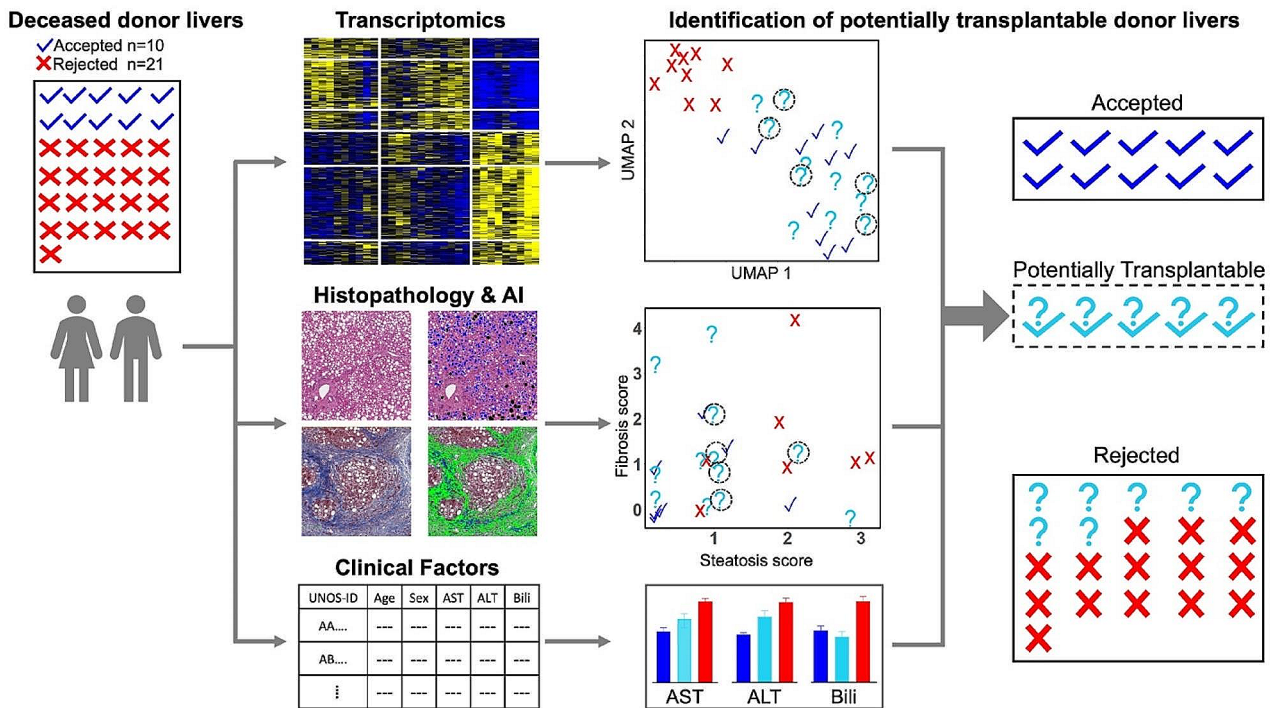 Deceased donor livers
Accepted n=10
Rejected n=21
Transcriptomics
Identification of potentially transplantable donor livers
UMAP 2
UMAP 1
Accepted
Potentially Transplantable
Rejected
Histopathology & AI
Fibrosis score
4
3
2
1
0
1 2 3
Steatosis score
Clinical Factors
UNOS-ID Age Sex AST ALT Bili
AA.... --- --- --- --- ---
AB.... --- --- --- --- ---
⁞ --- --- --- --- ---
AST ALT Bili